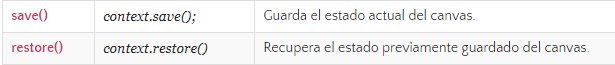 save() context.save(); Guarda el estado actual del canvas.
restore() context.restore() Recupera el estado previamente guardado del canvas.